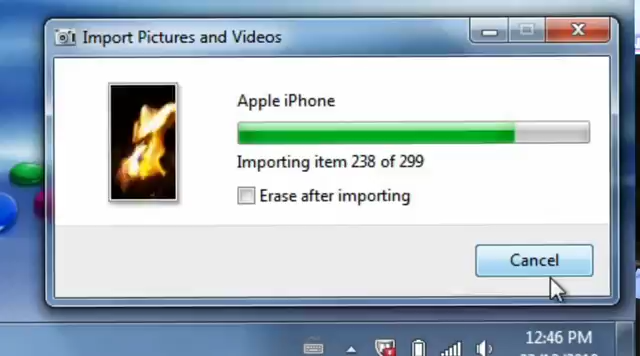 Import Pictures and Videos
Apple iPhone
Importing item 238 of 299
Erase after importing
Cancel
12:46 PM